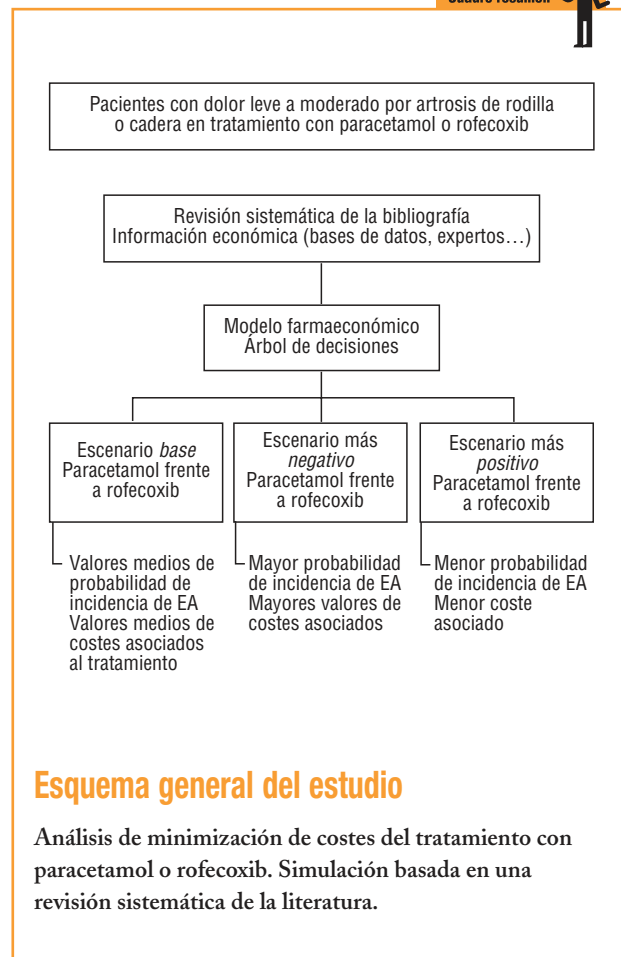 Cuadro resumen
Pacientes con dolor leve a moderado por artrosis de rodilla
o cadera en tratamiento con paracetamol o rofecoxib
Revisión sistemática de la bibliografía
Información económica (bases de datos, expertos…)
Modelo farmaeconómico
Árbol de decisiones
Escenario base
Paracetamol frente
a rofecoxib
Escenario más
negativo
Paracetamol frente
a rofecoxib
Escenario más
positivo
Paracetamol frente
a rofecoxib
Valores medios de
probabilidad de
incidencia de EA
Valores medios de
costes asociados
al tratamiento
Mayor probabilidad
de incidencia de EA
Mayores valores de
costes asociados
Menor probabilidad
de incidencia de EA
Menor coste
asociado
Esquema general del estudio
Análisis de minimización de costes del tratamiento con
paracetamol o rofecoxib. Simulación basada en una
revisión sistemática de la literatura.